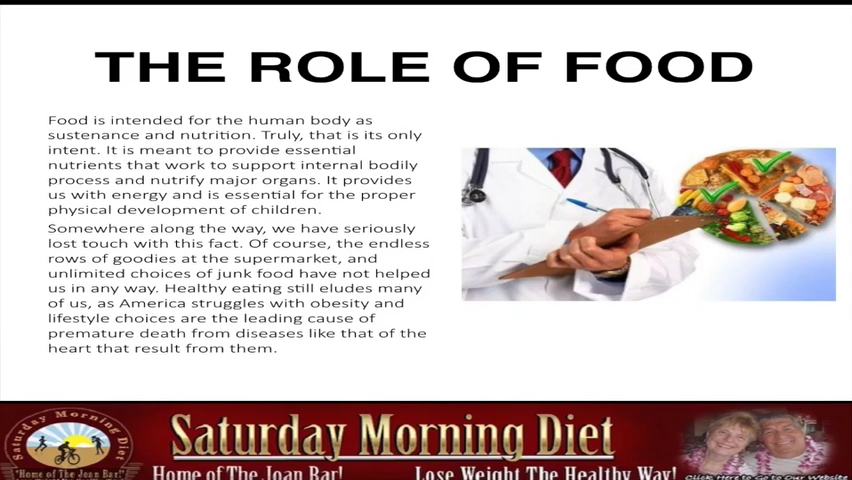 THE ROLE OF FOOD
Food is intended for the human body as
sustenance and nutrition. Truly, that is its only
intent. It is meant to provide essential
nutrients that work to support internal bodily
process and nutrify major organs. It provides
us with energy and is essential for the proper
physical development of children.
Somewhere along the way, we have seriously
lost touch with this fact. Of course, the endless
rows of goodies at the supermarket, and
unlimited choices of junk food have not helped
us in any way. Healthy eating still eludes many
of us, as America struggles with obesity and
lifestyle choices are the leading cause of
premature death from diseases like that of the
heart that result from them.
Saturday Morning Diet
"Home of The Joan Bar!"
Saturday Morning Diet
Home of The Joan Bar!
Lose Weight The Healthy Way!
Click Here to Go to Our Website